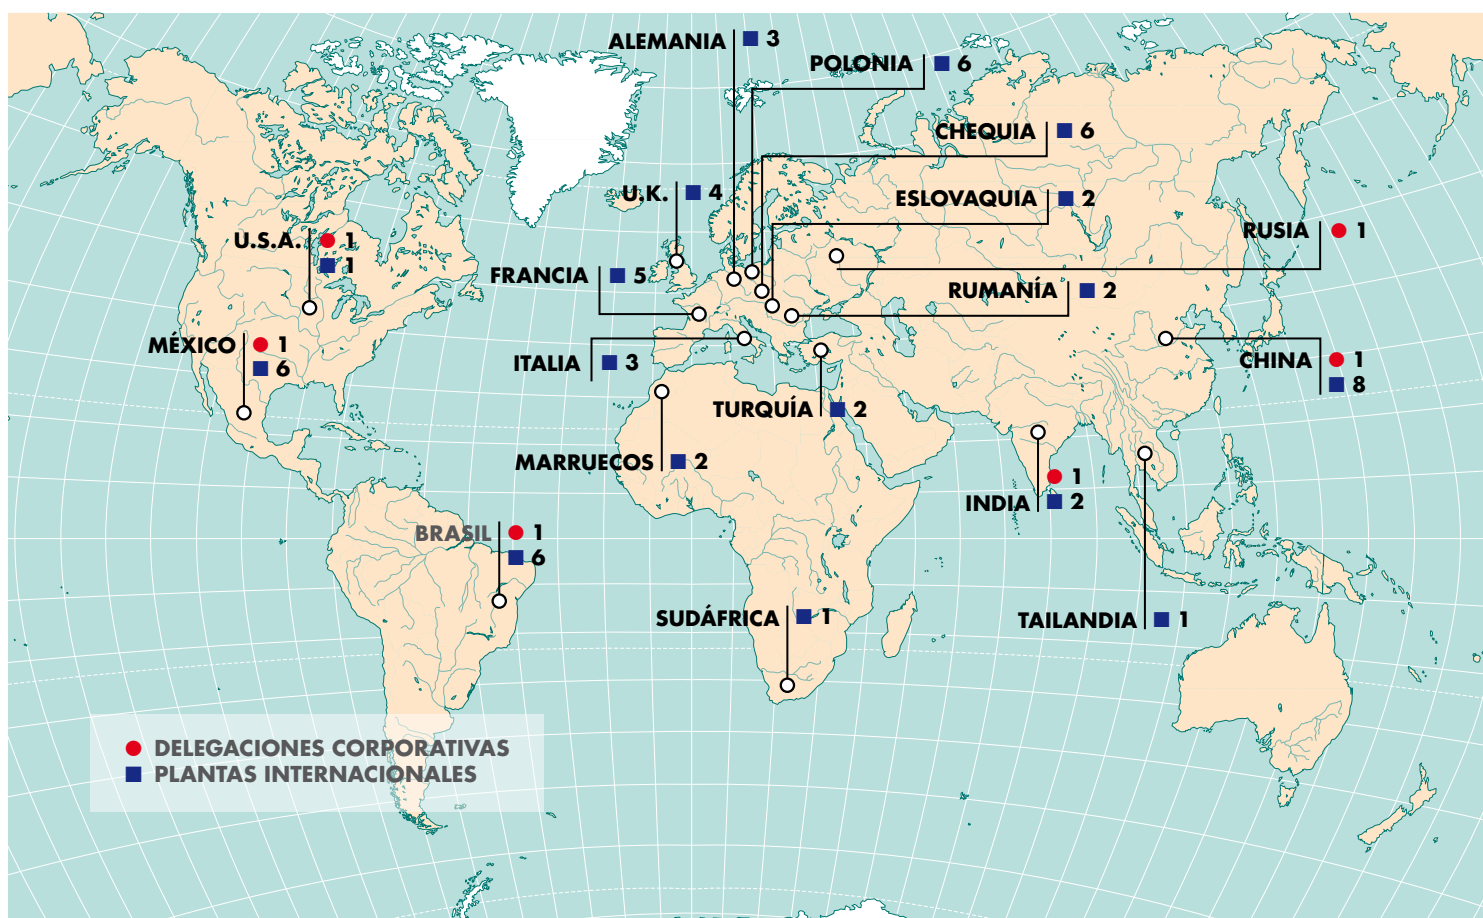 ALEMANIA 3
POLONIA 6
CHEQUIA 6
U.K. 4
ESLOVAQUIA 2
RUSIA 1
U.S.A. 1
1
FRANCIA 5
RUMANÍA 2
MÉXICO 1
6
ITALIA 3
CHINA 1
8
TURQUÍA 2
MARRUECOS 2
INDIA 1
2
BRASIL 1
6
SUDÁFRICA 1
TAILANDIA 1
DELEGACIONES CORPORATIVAS
PLANTAS INTERNACIONALES